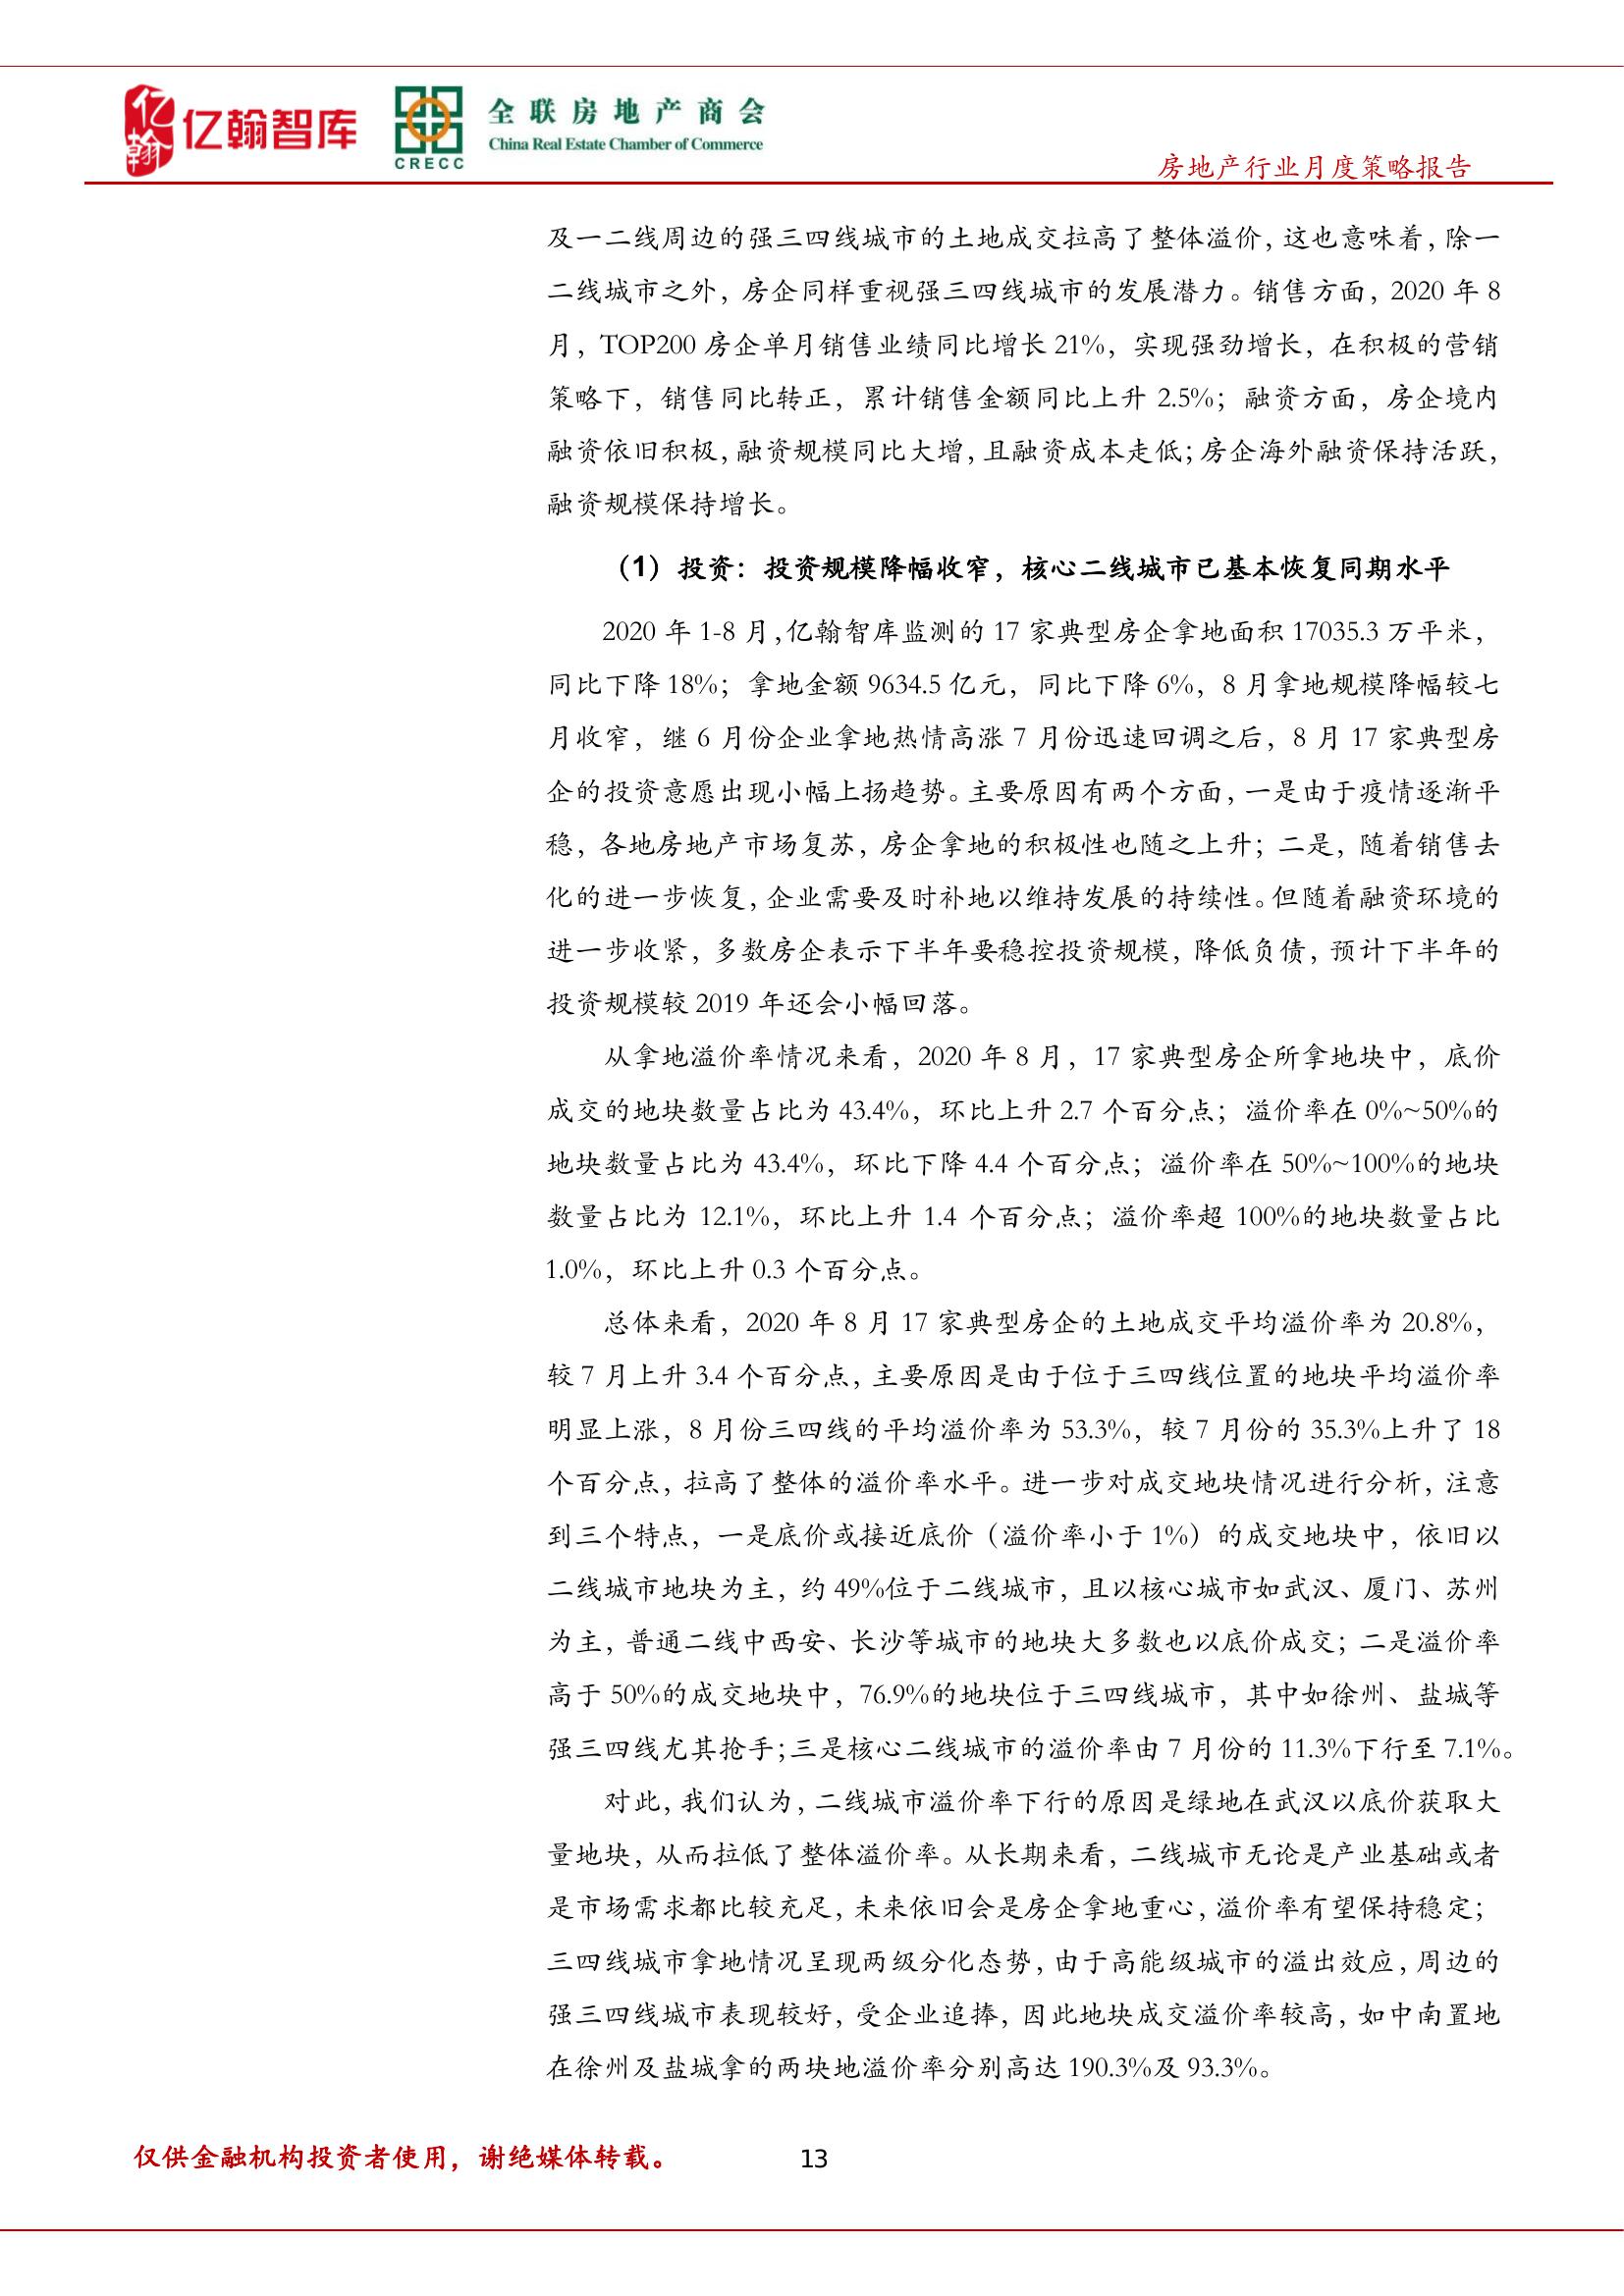 亿翰
亿翰智库
CRECC
全联房地产商会
China Real Estate Chamber of Commerce
房地产行业月度策略报告
及一二线周边的强三四线城市的土地成交拉高了整体溢价，这也意味着，除一
二线城市之外，房企同样重视强三四线城市的发展潜力。销售方面，2020 年 8
月，TOP200 房企单月销售业绩同比增长 21%，实现强劲增长，在积极的营销
策略下，销售同比转正，累计销售金额同比上升 2.5%；融资方面，房企境内
融资依旧积极，融资规模同比大增，且融资成本走低；房企海外融资保持活跃，
融资规模保持增长。
（1）投资：投资规模降幅收窄，核心二线城市已基本恢复同期水平
2020 年 1-8 月，亿翰智库监测的 17 家典型房企拿地面积 17035.3 万平米，
同比下降 18%；拿地金额 9634.5 亿元，同比下降 6%，8 月拿地规模降幅较七
月收窄，继 6 月份企业拿地热情高涨 7 月份迅速回调之后，8 月 17 家典型房
企的投资意愿出现小幅上扬趋势。主要原因有两个方面，一是由于疫情逐渐平
稳，各地房地产市场复苏，房企拿地的积极性也随之上升；二是，随着销售去
化的进一步恢复，企业需要及时补地以维持发展的持续性。但随着融资环境的
进一步收紧，多数房企表示下半年要稳控投资规模，降低负债，预计下半年的
投资规模较 2019 年还会小幅回落。
从拿地溢价率情况来看，2020 年 8 月，17 家典型房企所拿地块中，底价
成交的地块数量占比为 43.4%，环比上升 2.7 个百分点；溢价率在 0%~50%的
地块数量占比为 43.4%，环比下降 4.4 个百分点；溢价率在 50%~100%的地块
数量占比为 12.1%，环比上升 1.4 个百分点；溢价率超 100%的地块数量占比
1.0%，环比上升 0.3 个百分点。
总体来看，2020 年 8 月 17 家典型房企的土地成交平均溢价率为 20.8%，
较 7 月上升 3.4 个百分点，主要原因是由于位于三四线位置的地块平均溢价率
明显上涨，8 月份三四线的平均溢价率为 53.3%，较 7 月份的 35.3%上升了 18
个百分点，拉高了整体的溢价率水平。进一步对成交地块情况进行分析，注意
到三个特点，一是底价或接近底价（溢价率小于 1%）的成交地块中，依旧以
二线城市地块为主，约 49%位于二线城市，且以核心城市如武汉、厦门、苏州
为主，普通二线中西安、长沙等城市的地块大多数也以底价成交；二是溢价率
高于 50%的成交地块中，76.9%的地块位于三四线城市，其中如徐州、盐城等
强三四线尤其抢手；三是核心二线城市的溢价率由 7 月份的 11.3%下行至 7.1%。
对此，我们认为，二线城市溢价率下行的原因是绿地在武汉以底价获取大
量地块，从而拉低了整体溢价率。从长期来看，二线城市无论是产业基础或者
是市场需求都比较充足，未来依旧会是房企拿地重心，溢价率有望保持稳定；
三四线城市拿地情况呈现两级分化态势，由于高能级城市的溢出效应，周边的
强三四线城市表现较好，受企业追捧，因此地块成交溢价率较高，如中南置地
在徐州及盐城拿的两块地溢价率分别高达 190.3%及 93.3%。
仅供金融机构投资者使用，谢绝媒体转载。
13